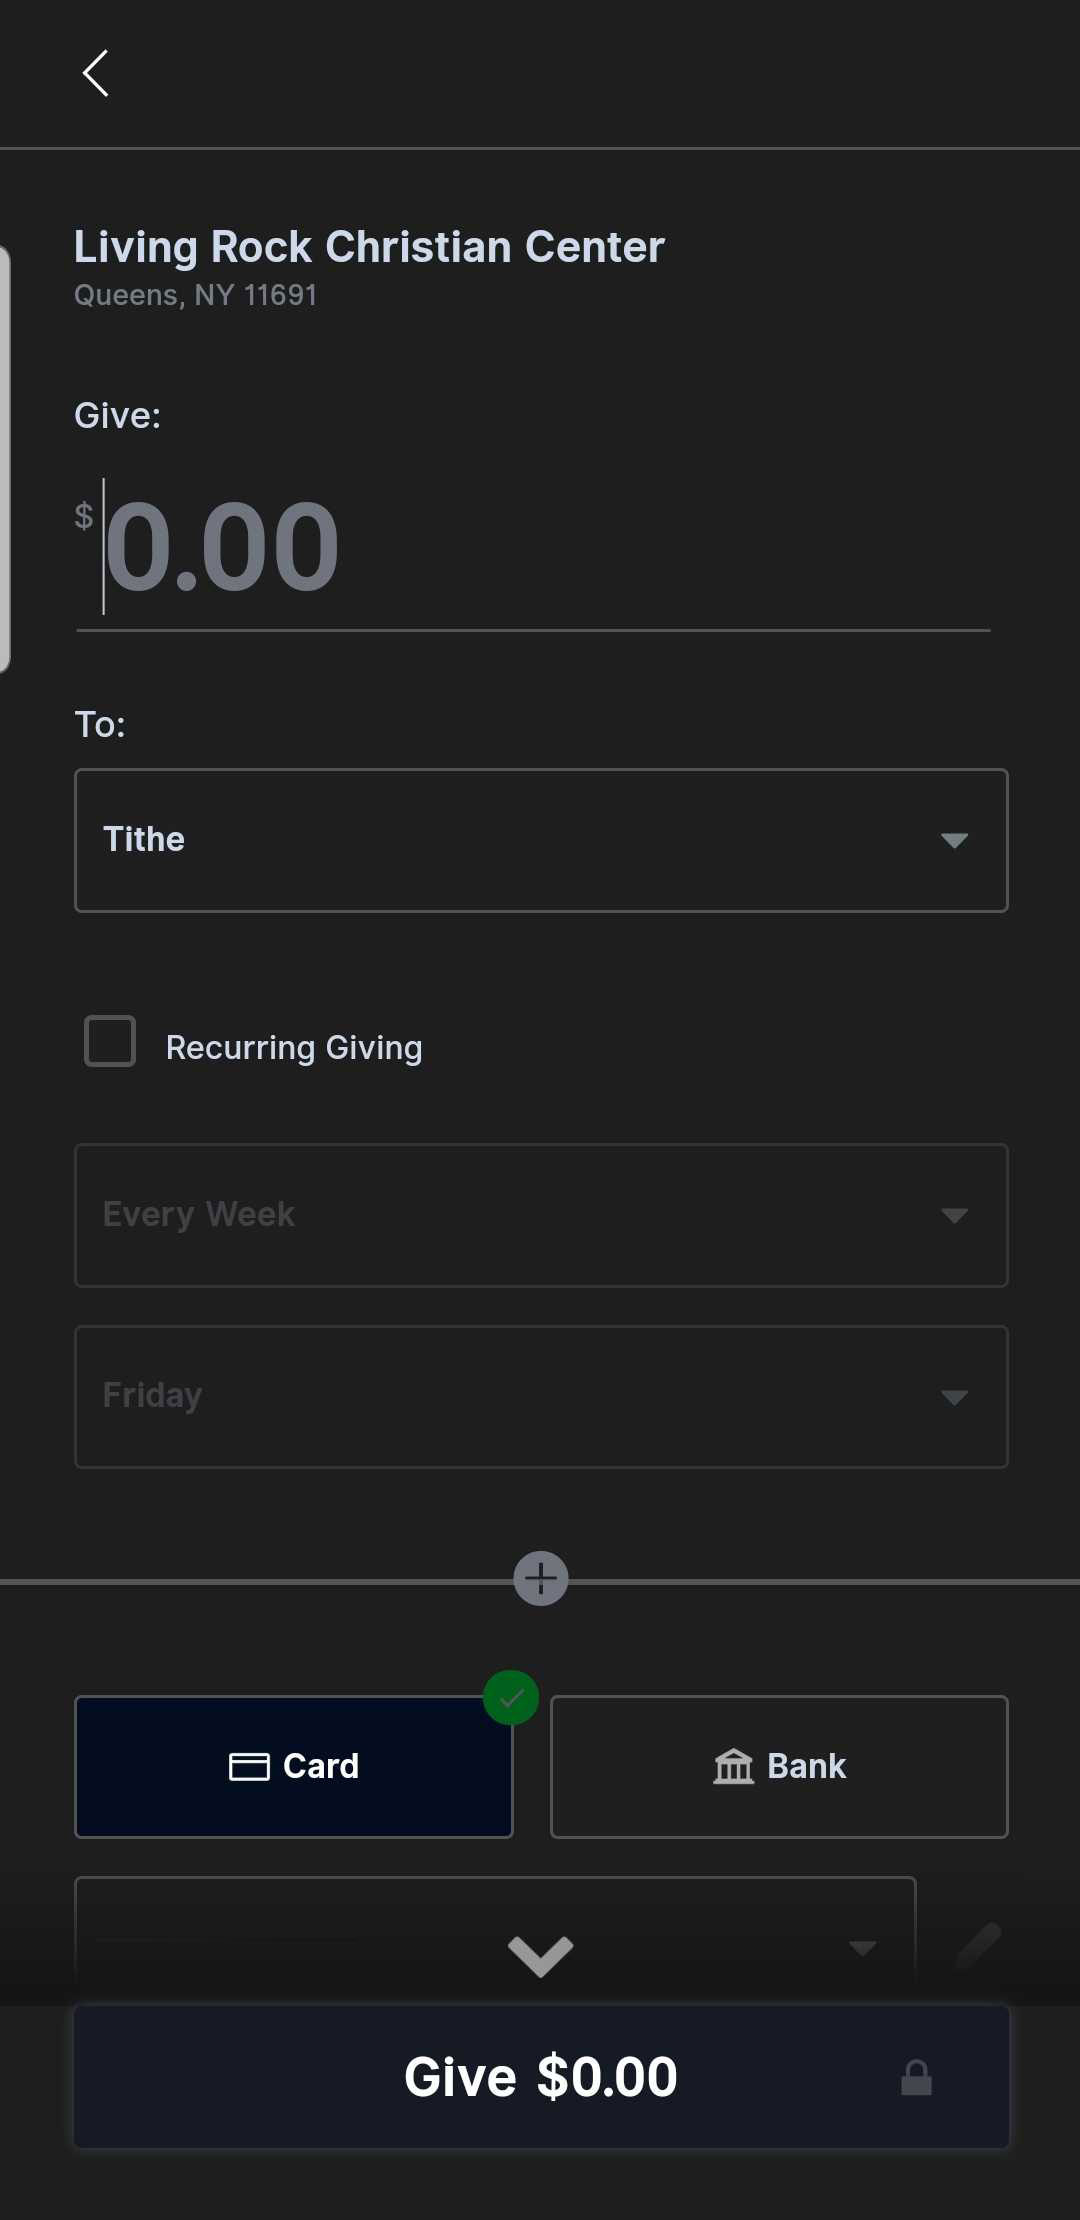 Living Rock Christian Center
Queens, NY 11691
Give:
$0.00
To:
Tithe
Recurring Giving
Every Week
Friday
Card
Bank
Give $0.00